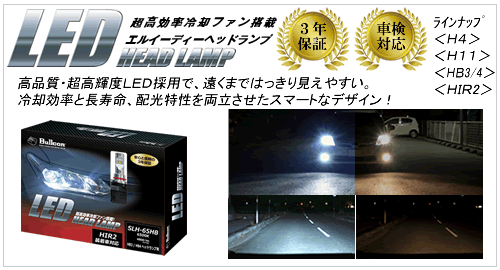 LED
超高効率冷却ファン搭載
エルイーディーヘッドランプ
HEAD LAMP
3年
保証
車検
対応
ﾗｲﾝﾅｯﾌﾟ
<H4>
<H11>
<HB3/4>
<HIR2>
高品質・超高輝度LED採用で、遠くまではっきり見えやすい。
冷却効率と長寿命、配光特性を両立させたスマートなデザイン！
Bullcon
LED
HEAD LAMP
HIR2
SLH-65HB
6500K